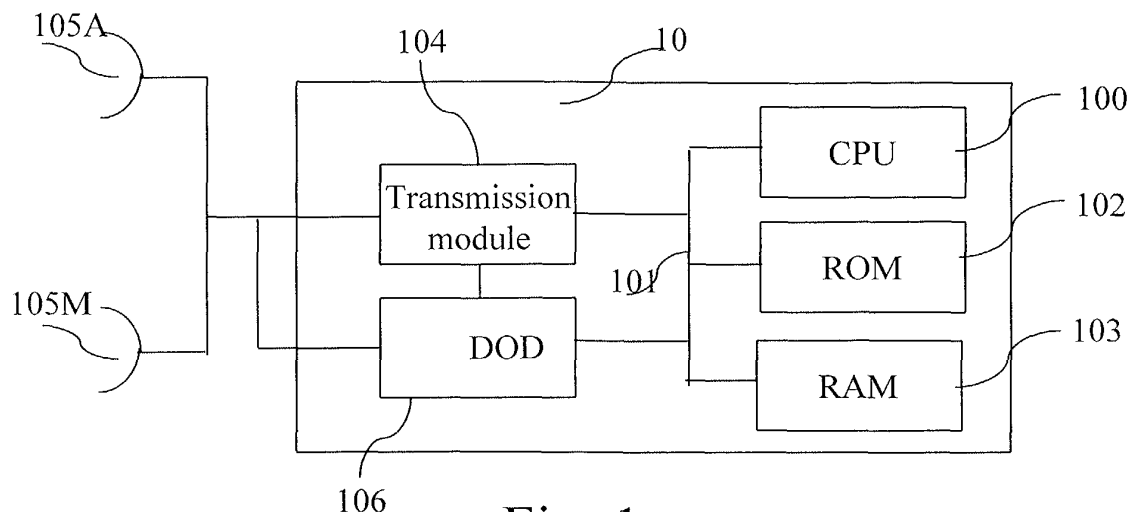 105A
104
10
100
CPU
Transmission
module
102
ROM
101
105M
DOD
103
RAM
106
Fig. 1